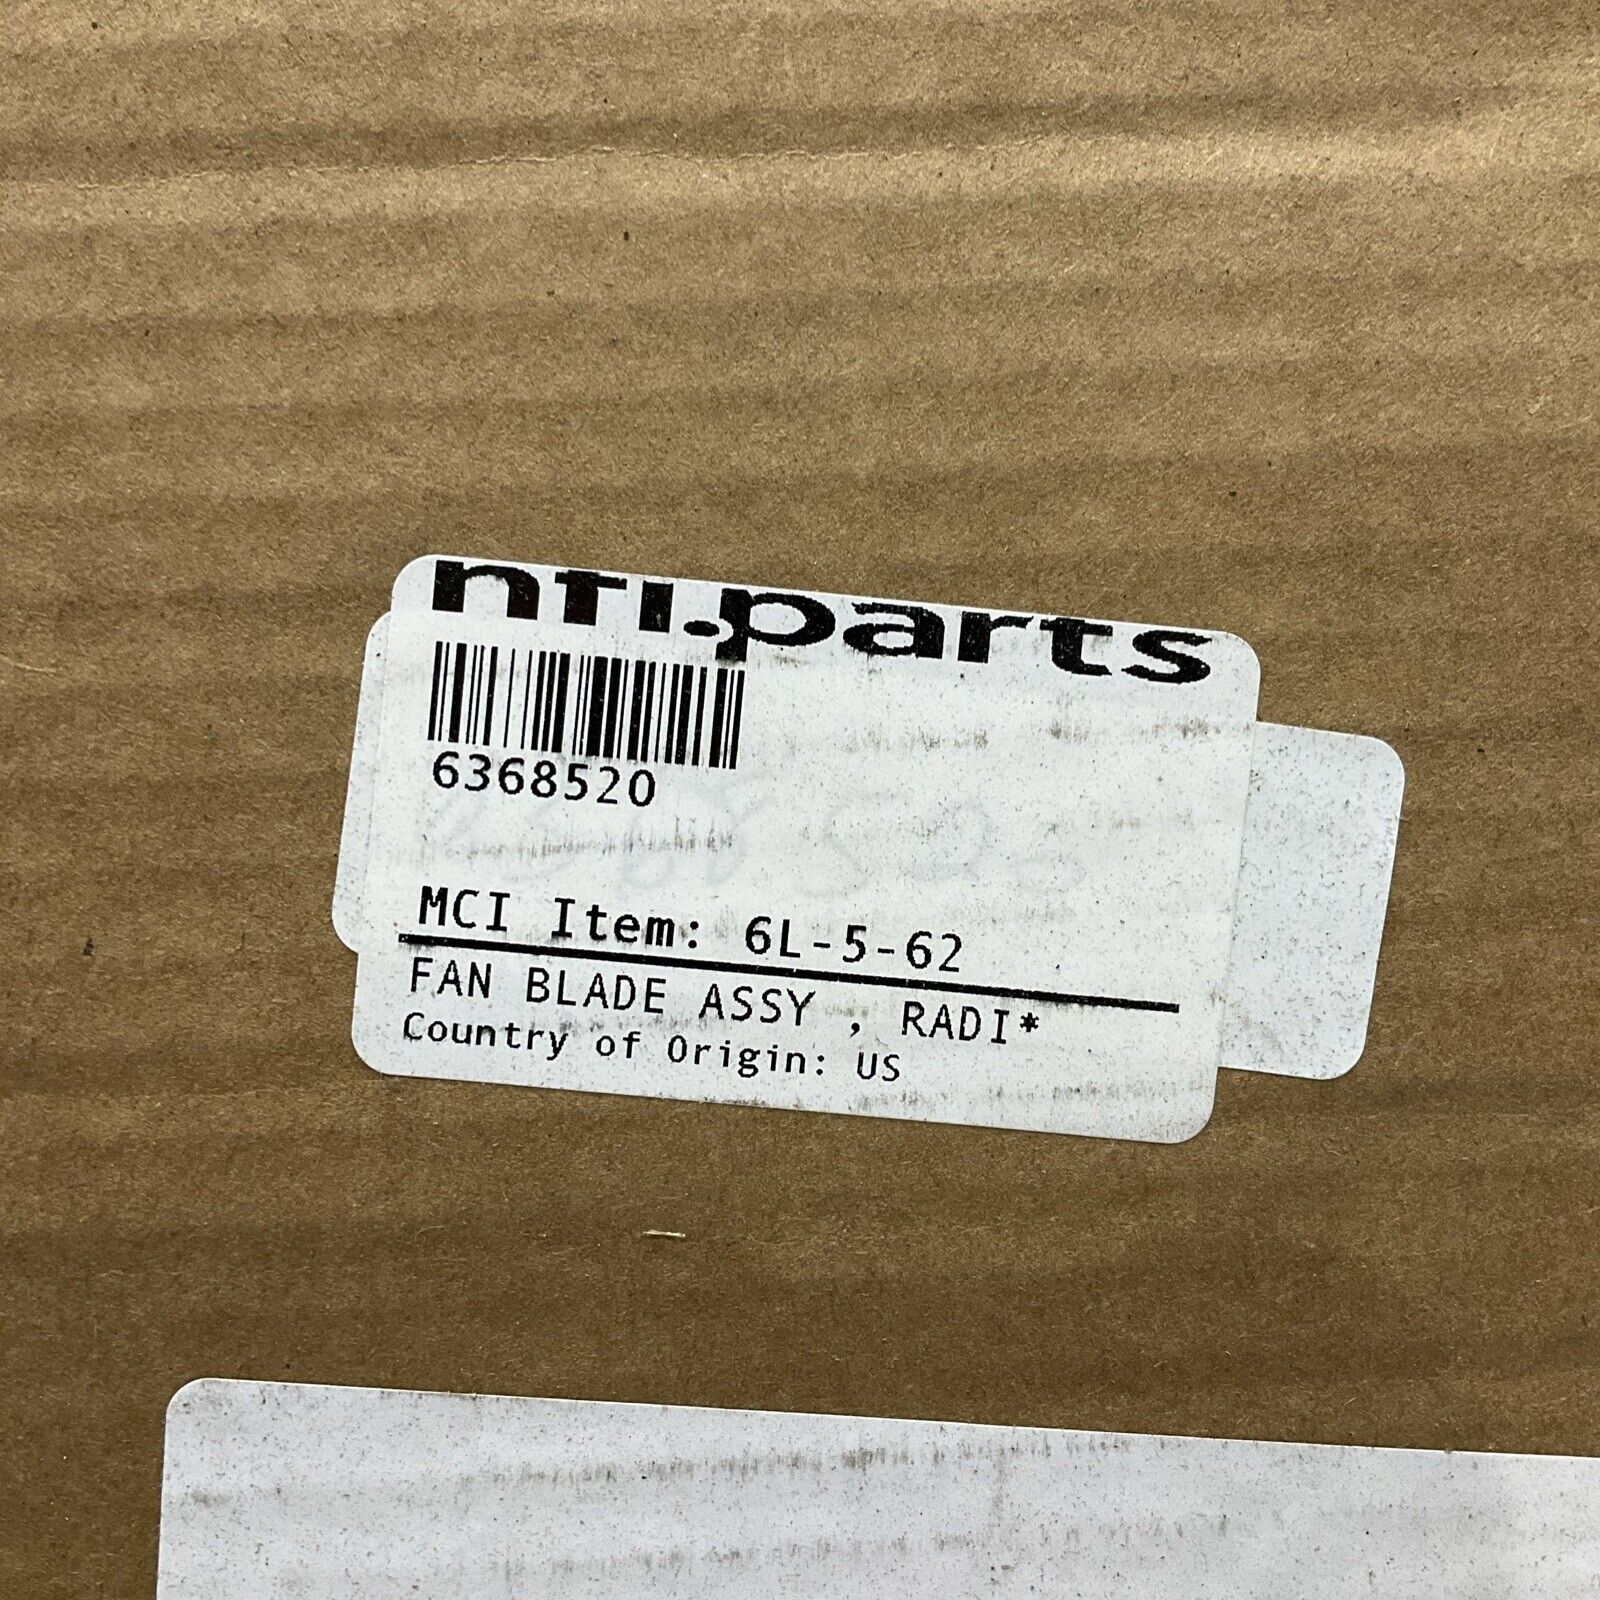 nfi.parts
6368520
MCI Item: 6L-5-62
FAN BLADE ASSY , RADI*
Country of Origin: US